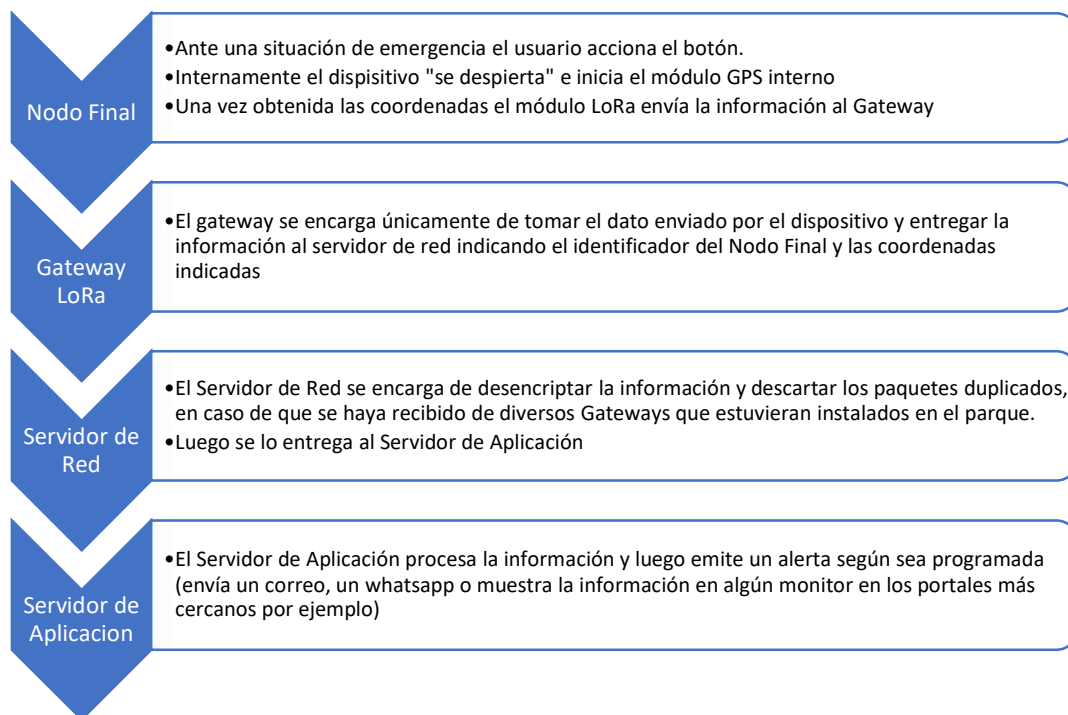 Nodo Final
•Ante una situación de emergencia el usuario acciona el botón.
•Internamente el dispisitivo "se despierta" e inicia el módulo GPS interno
•Una vez obtenida las coordenadas el módulo LoRa envía la información al Gateway
Gateway
LoRa
•El gateway se encarga únicamente de tomar el dato enviado por el dispositivo y entregar la
información al servidor de red indicando el identificador del Nodo Final y las coordenadas
indicadas
Servidor de
Red
•El Servidor de Red se encarga de desencriptar la información y descartar los paquetes duplicados,
en caso de que se haya recibido de diversos Gateways que estuvieran instalados en el parque.
•Luego se lo entrega al Servidor de Aplicación
Servidor de
Aplicacion
•El Servidor de Aplicación procesa la información y luego emite un alerta según sea programada
(envía un correo, un whatsapp o muestra la información en algún monitor en los portales más
cercanos por ejemplo)